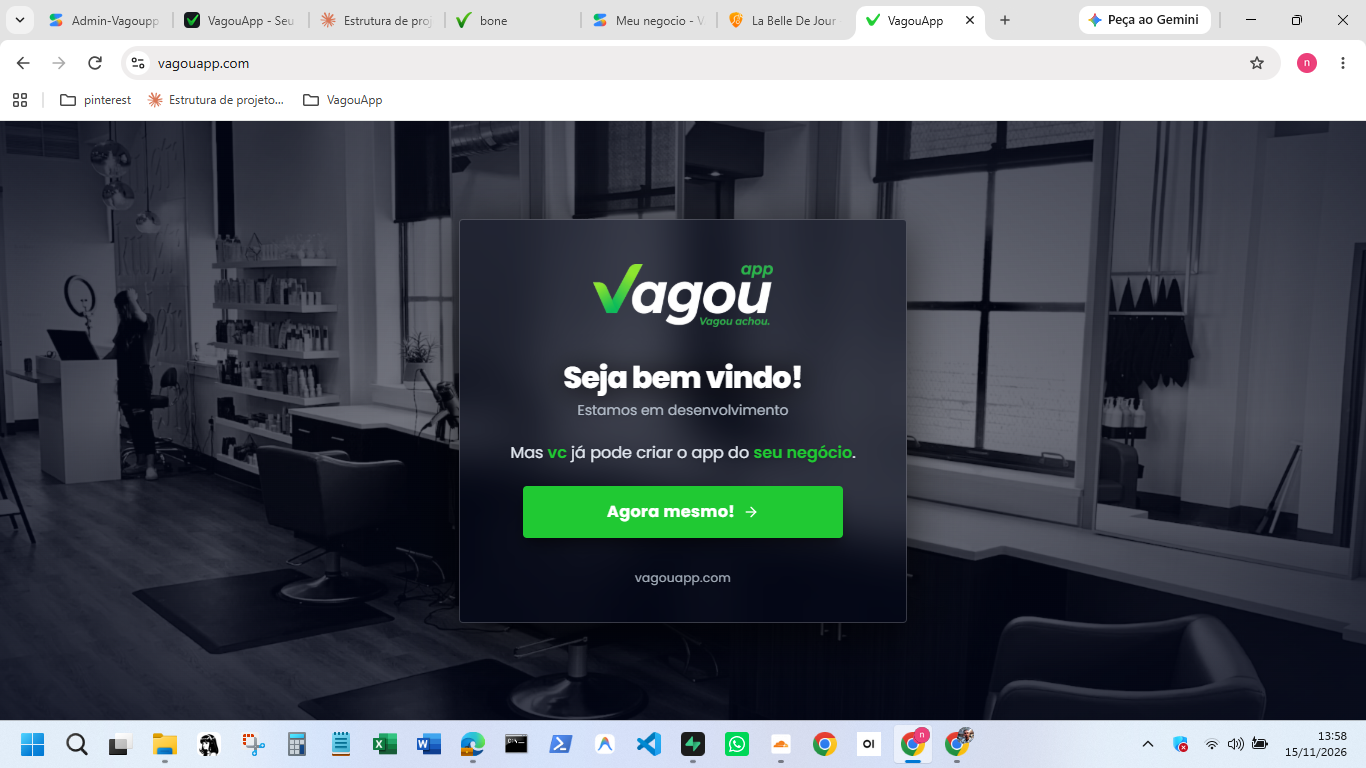 Admin-Vagoupp
VagouApp - Seu
Estrutura de proj
bone
Meu negocio - V
La Belle De Jour
VagouApp
Peça ao Gemini
vagouapp.com
n
pinterest
Estrutura de projeto...
VagouApp
app
Vagou
Vagou achou.
Seja bem vindo!
Estamos em desenvolvimento
Mas vc já pode criar o app do seu negócio.
Agora mesmo! →
vagouapp.com
OI
n
13:58
15/11/2026